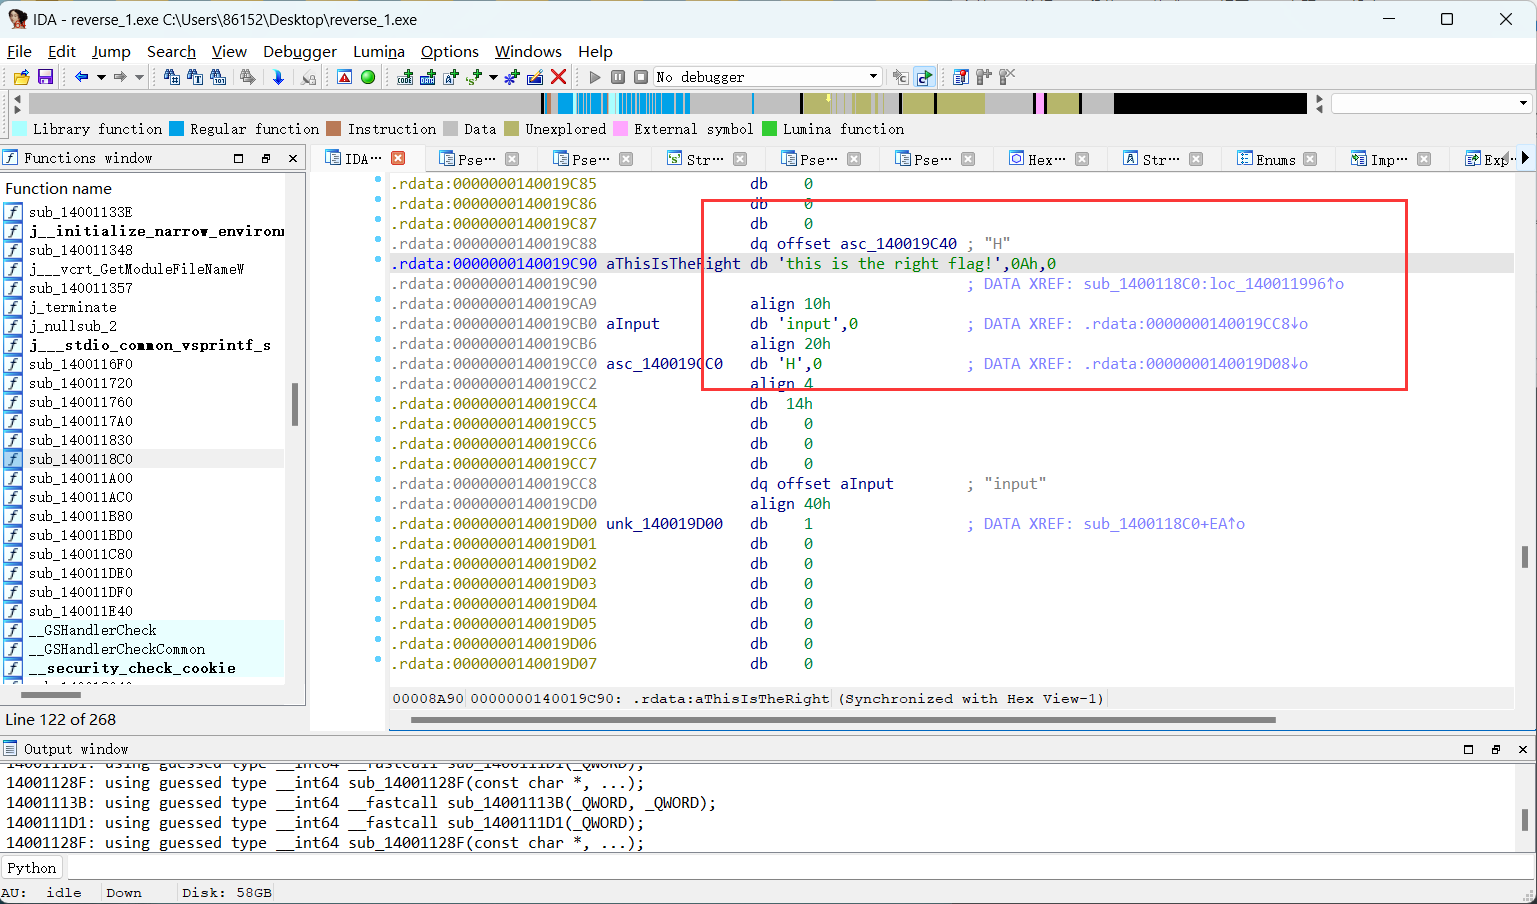 IDA - reverse_1.exe C:\Users\86152\Desktop\reverse_1.exe
File Edit Jump Search View Debugger Lumina Options Windows Help
No debugger
Library function Regular function Instruction Data Unexplored External symbol Lumina function
Functions window
IDA··· Pse··· Pse··· Str··· Pse··· Pse··· Hex··· Str··· Enums Imp··· Exp
Function name
sub_14001133E
j__initialize_narrow_environm
sub_140011348
j___vcrt_GetModuleFileNameW
sub_140011357
j_terminate
j_nullsub_2
j___stdio_common_vsprintf_s
sub_1400116F0
sub_140011720
sub_140011760
sub_1400117A0
sub_140011830
sub_1400118C0
sub_140011A00
sub_140011AC0
sub_140011B80
sub_140011BD0
sub_140011C80
sub_140011DE0
sub_140011DF0
sub_140011E40
__GSHandlerCheck
__GSHandlerCheckCommon
__security_check_cookie
Line 122 of 268
.rdata:0000000140019C85 db 0
.rdata:0000000140019C86 db 0
.rdata:0000000140019C87 db 0
.rdata:0000000140019C88 dq offset asc_140019C40 ; "H"
.rdata:0000000140019C90 aThisIsTheRight db 'this is the right flag!',0Ah,0
.rdata:0000000140019C90 ; DATA XREF: sub_1400118C0:loc_140011996↑o
.rdata:0000000140019CA9 align 10h
.rdata:0000000140019CB0 aInput db 'input',0 ; DATA XREF: .rdata:0000000140019CC8↓o
.rdata:0000000140019CB6 align 20h
.rdata:0000000140019CC0 asc_140019CC0 db 'H',0 ; DATA XREF: .rdata:0000000140019D08↓o
.rdata:0000000140019CC2 align 4
.rdata:0000000140019CC4 db 14h
.rdata:0000000140019CC5 db 0
.rdata:0000000140019CC6 db 0
.rdata:0000000140019CC7 db 0
.rdata:0000000140019CC8 dq offset aInput ; "input"
.rdata:0000000140019CD0 align 40h
.rdata:0000000140019D00 unk_140019D00 db 1 ; DATA XREF: sub_1400118C0+EA↑o
.rdata:0000000140019D01 db 0
.rdata:0000000140019D02 db 0
.rdata:0000000140019D03 db 0
.rdata:0000000140019D04 db 0
.rdata:0000000140019D05 db 0
.rdata:0000000140019D06 db 0
.rdata:0000000140019D07 db 0
00008A90 0000000140019C90: .rdata:aThisIsTheRight (Synchronized with Hex View-1)
Output window
1400111D1: using guessed type __int64 __fastcall sub_1400111D1(_QWORD);
14001128F: using guessed type __int64 sub_14001128F(const char *, ...);
14001113B: using guessed type __int64 __fastcall sub_14001113B(_QWORD, _QWORD);
1400111D1: using guessed type __int64 __fastcall sub_1400111D1(_QWORD);
14001128F: using guessed type __int64 sub_14001128F(const char *, ...);
Python
AU: idle Down Disk: 58GB